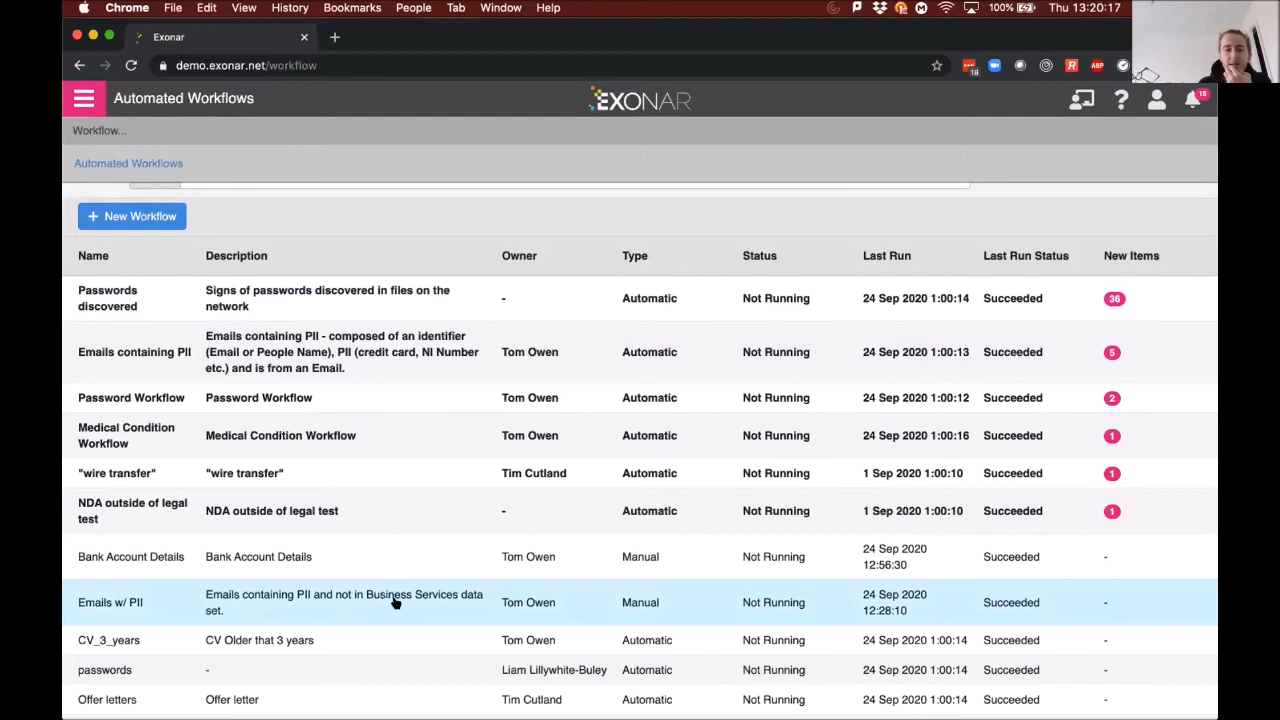 Chrome File Edit View History Bookmarks People Tab Window Help 100% Thu 13:20:17
Exonar
demo.exonar.net/workflow
18
ABP
Automated Workflows
EXONAR
18
Workflow...
Automated Workflows
+ New Workflow
Name Description Owner Type Status Last Run Last Run Status New Items
Passwords discovered Signs of passwords discovered in files on the network - Automatic Not Running 24 Sep 2020 1:00:14 Succeeded 36
Emails containing PII Emails containing PII - composed of an identifier (Email or People Name), PII (credit card, NI Number etc.) and is from an Email. Tom Owen Automatic Not Running 24 Sep 2020 1:00:13 Succeeded 5
Password Workflow Password Workflow Tom Owen Automatic Not Running 24 Sep 2020 1:00:12 Succeeded 2
Medical Condition Workflow Medical Condition Workflow Tom Owen Automatic Not Running 24 Sep 2020 1:00:16 Succeeded 1
"wire transfer" "wire transfer" Tim Cutland Automatic Not Running 1 Sep 2020 1:00:10 Succeeded 1
NDA outside of legal test NDA outside of legal test - Automatic Not Running 1 Sep 2020 1:00:10 Succeeded 1
Bank Account Details Bank Account Details Tom Owen Manual Not Running 24 Sep 2020 12:56:30 Succeeded -
Emails w/ PII Emails containing PII and not in Business Services data set. Tom Owen Manual Not Running 24 Sep 2020 12:28:10 Succeeded -
CV_3_years CV Older that 3 years Tom Owen Automatic Not Running 24 Sep 2020 1:00:14 Succeeded -
passwords - Liam Lillywhite-Buley Automatic Not Running 24 Sep 2020 1:00:14 Succeeded -
Offer letters Offer letter Tim Cutland Automatic Not Running 24 Sep 2020 1:00:14 Succeeded -